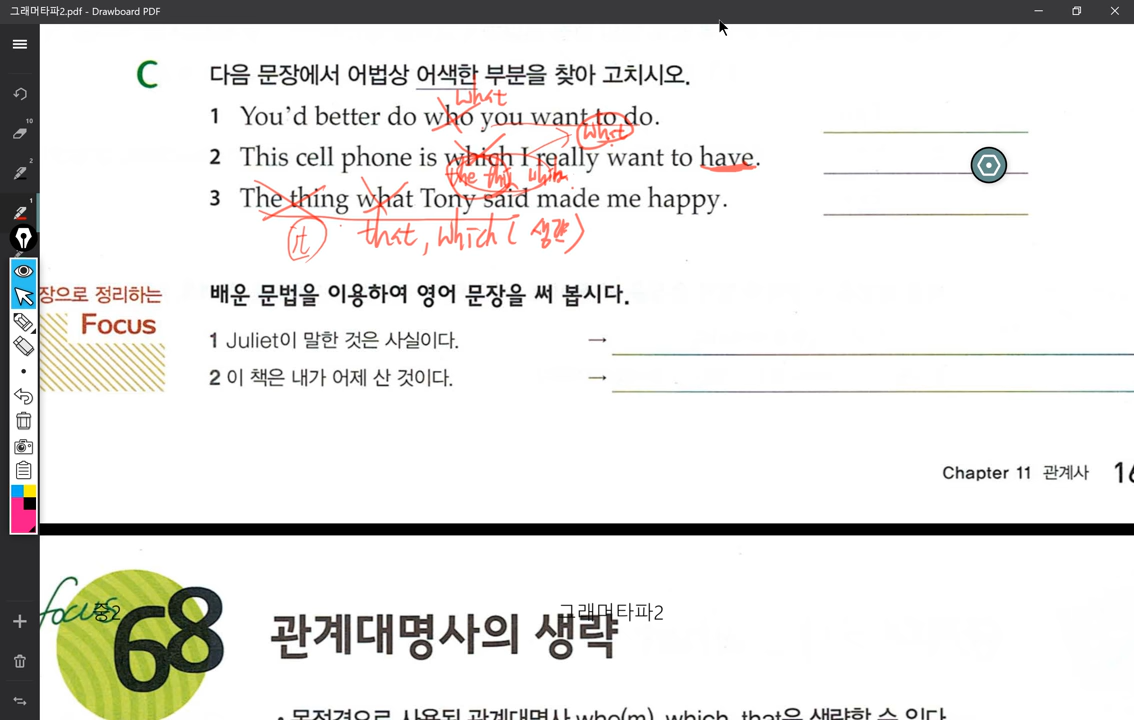 그래머타파2.pdf - Drawboard PDF
C 다음 문장에서 어법상 어색한 부분을 찾아 고치시오.
what
1 You'd better do who you want to do.
what
2 This cell phone is which I really want to have.
the
3 The thing what Tony said made me happy.
it that, which ( 생략 )
장으로 정리하는
Focus
배운 문법을 이용하여 영어 문장을 써 봅시다.
1 Juliet이 말한 것은 사실이다. →
2 이 책은 내가 어제 산 것이다. →
Chapter 11 관계사 16
focus 중2 그래머타파2
68 관계대명사의 생략
• 목적격으로 사용된 관계대명사 who(m), which, that은 생략할 수 있다.
10
2
1